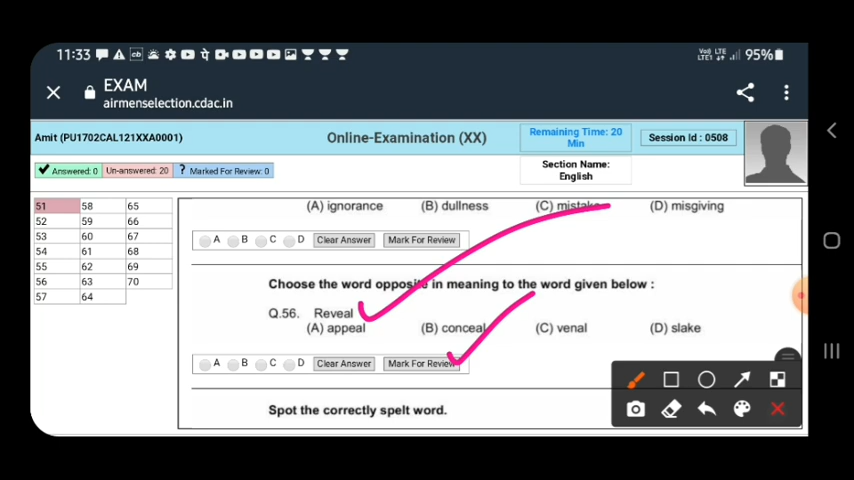 11:33 cb पे Vo) LTE LTE1 95%
EXAM
airmenselection.cdac.in
Amit (PU1702CAL121XXA0001)
Online-Examination (XX)
Remaining Time: 20 Min
Session Id : 0508
Answered: 0 Un-answered: 20 ? Marked For Review: 0
Section Name:
English
51 58 65
52 59 66
53 60 67
54 61 68
55 62 69
56 63 70
57 64
(A) ignorance (B) dullness (C) mistake (D) misgiving
A B C D Clear Answer Mark For Review
Choose the word opposite in meaning to the word given below :
Q.56. Reveal
(A) appeal (B) conceal (C) venal (D) slake
A B C D Clear Answer Mark For Review
Spot the correctly spelt word.